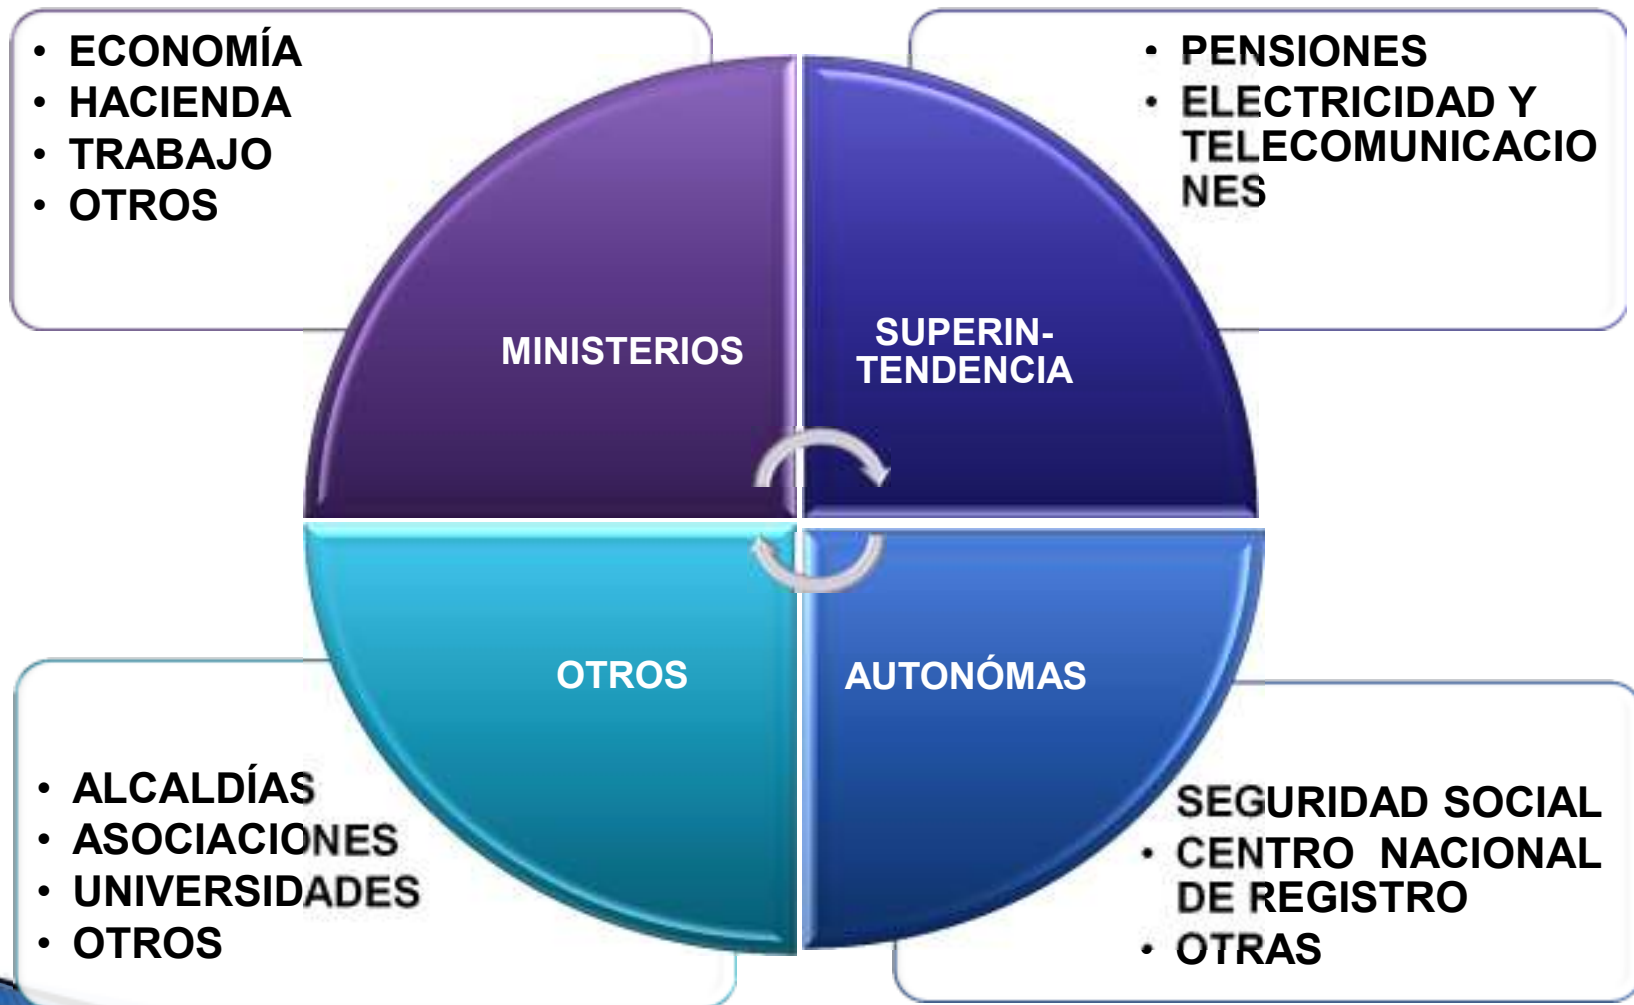 • ECONOMÍA
• HACIENDA
• TRABAJO
• OTROS
• PENSIONES
• ELECTRICIDAD Y
TELECOMUNICACIO
NES
MINISTERIOS
SUPERIN-
TENDENCIA
OTROS
AUTONÓMAS
• ALCALDÍAS
• ASOCIACIONES
• UNIVERSIDADES
• OTROS
SEGURIDAD SOCIAL
• CENTRO NACIONAL
DE REGISTRO
• OTRAS